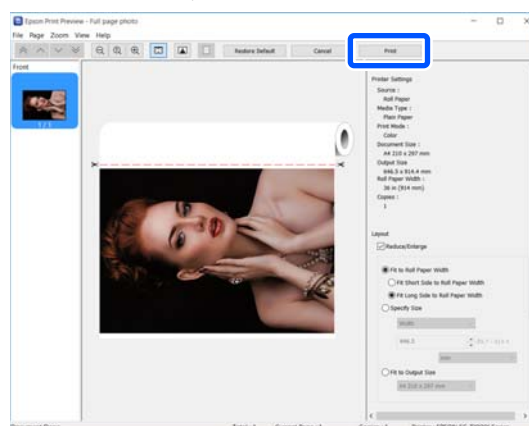 Epson Print Preview - Full page photo
File Page Zoom View Help
Restore Default Cancel Print
Front
1 / 1
Printer Settings
Source :
Roll Paper
Media Type :
Plain Paper
Print Mode :
Color
Document Size :
A4 210 x 297 mm
Output Size
646.5 x 914.4 mm
Roll Paper Width :
36 in (914 mm)
Copies :
1
Layout
Reduce/Enlarge
Fit to Roll Paper Width
Fit Short Side to Roll Paper Width
Fit Long Side to Roll Paper Width
Specify Size
Width
646.5
mm
Fit to Output Size
A4 210 x 297 mm